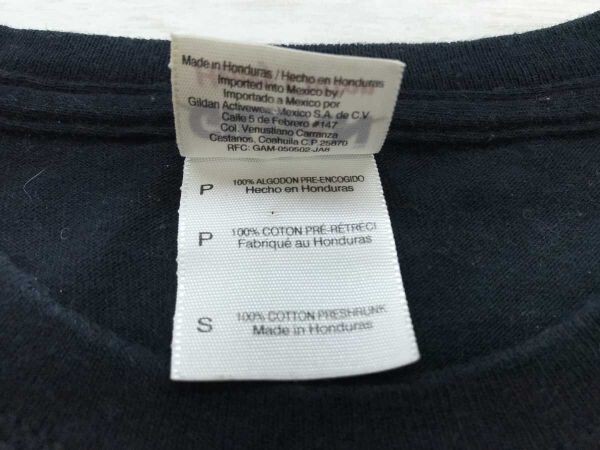 Made in Honduras / Hecho en Honduras
Imported into Mexico by
Importado a Mexico por
Gildan Activewear Mexico S.A. de C.V
Calle 5 de Febrero #147
Col. Venustiano Carranza
Castanos, Coahuila C.P. 25870
RFC: GAM-050502-JA8
P 100% ALGODON PRE-ENCOGIDO
Hecho en Honduras
P 100% COTON PRÉ-RÉTRECI
Fabriqué au Honduras
S 100% COTTON PRESHRUNK
Made in Honduras